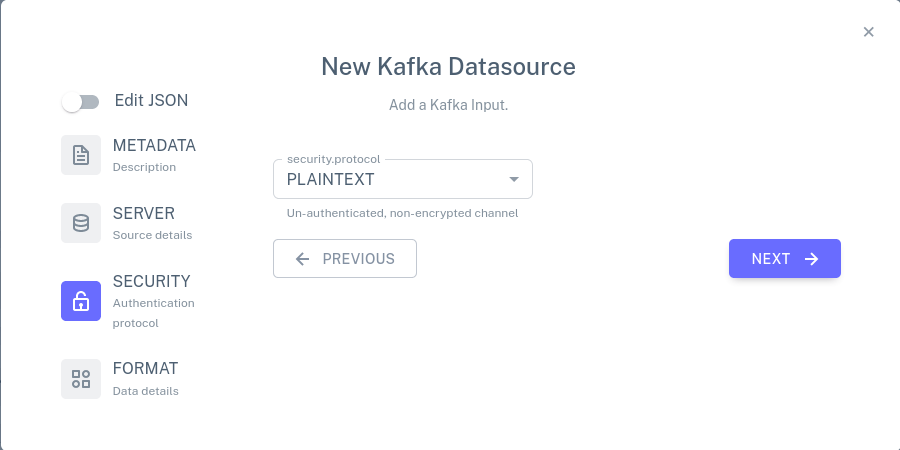 New Kafka Datasource
Add a Kafka Input.
Edit JSON
METADATA
Description
SERVER
Source details
SECURITY
Authentication
protocol
FORMAT
Data details
security.protocol
PLAINTEXT
Un-authenticated, non-encrypted channel
PREVIOUS
NEXT